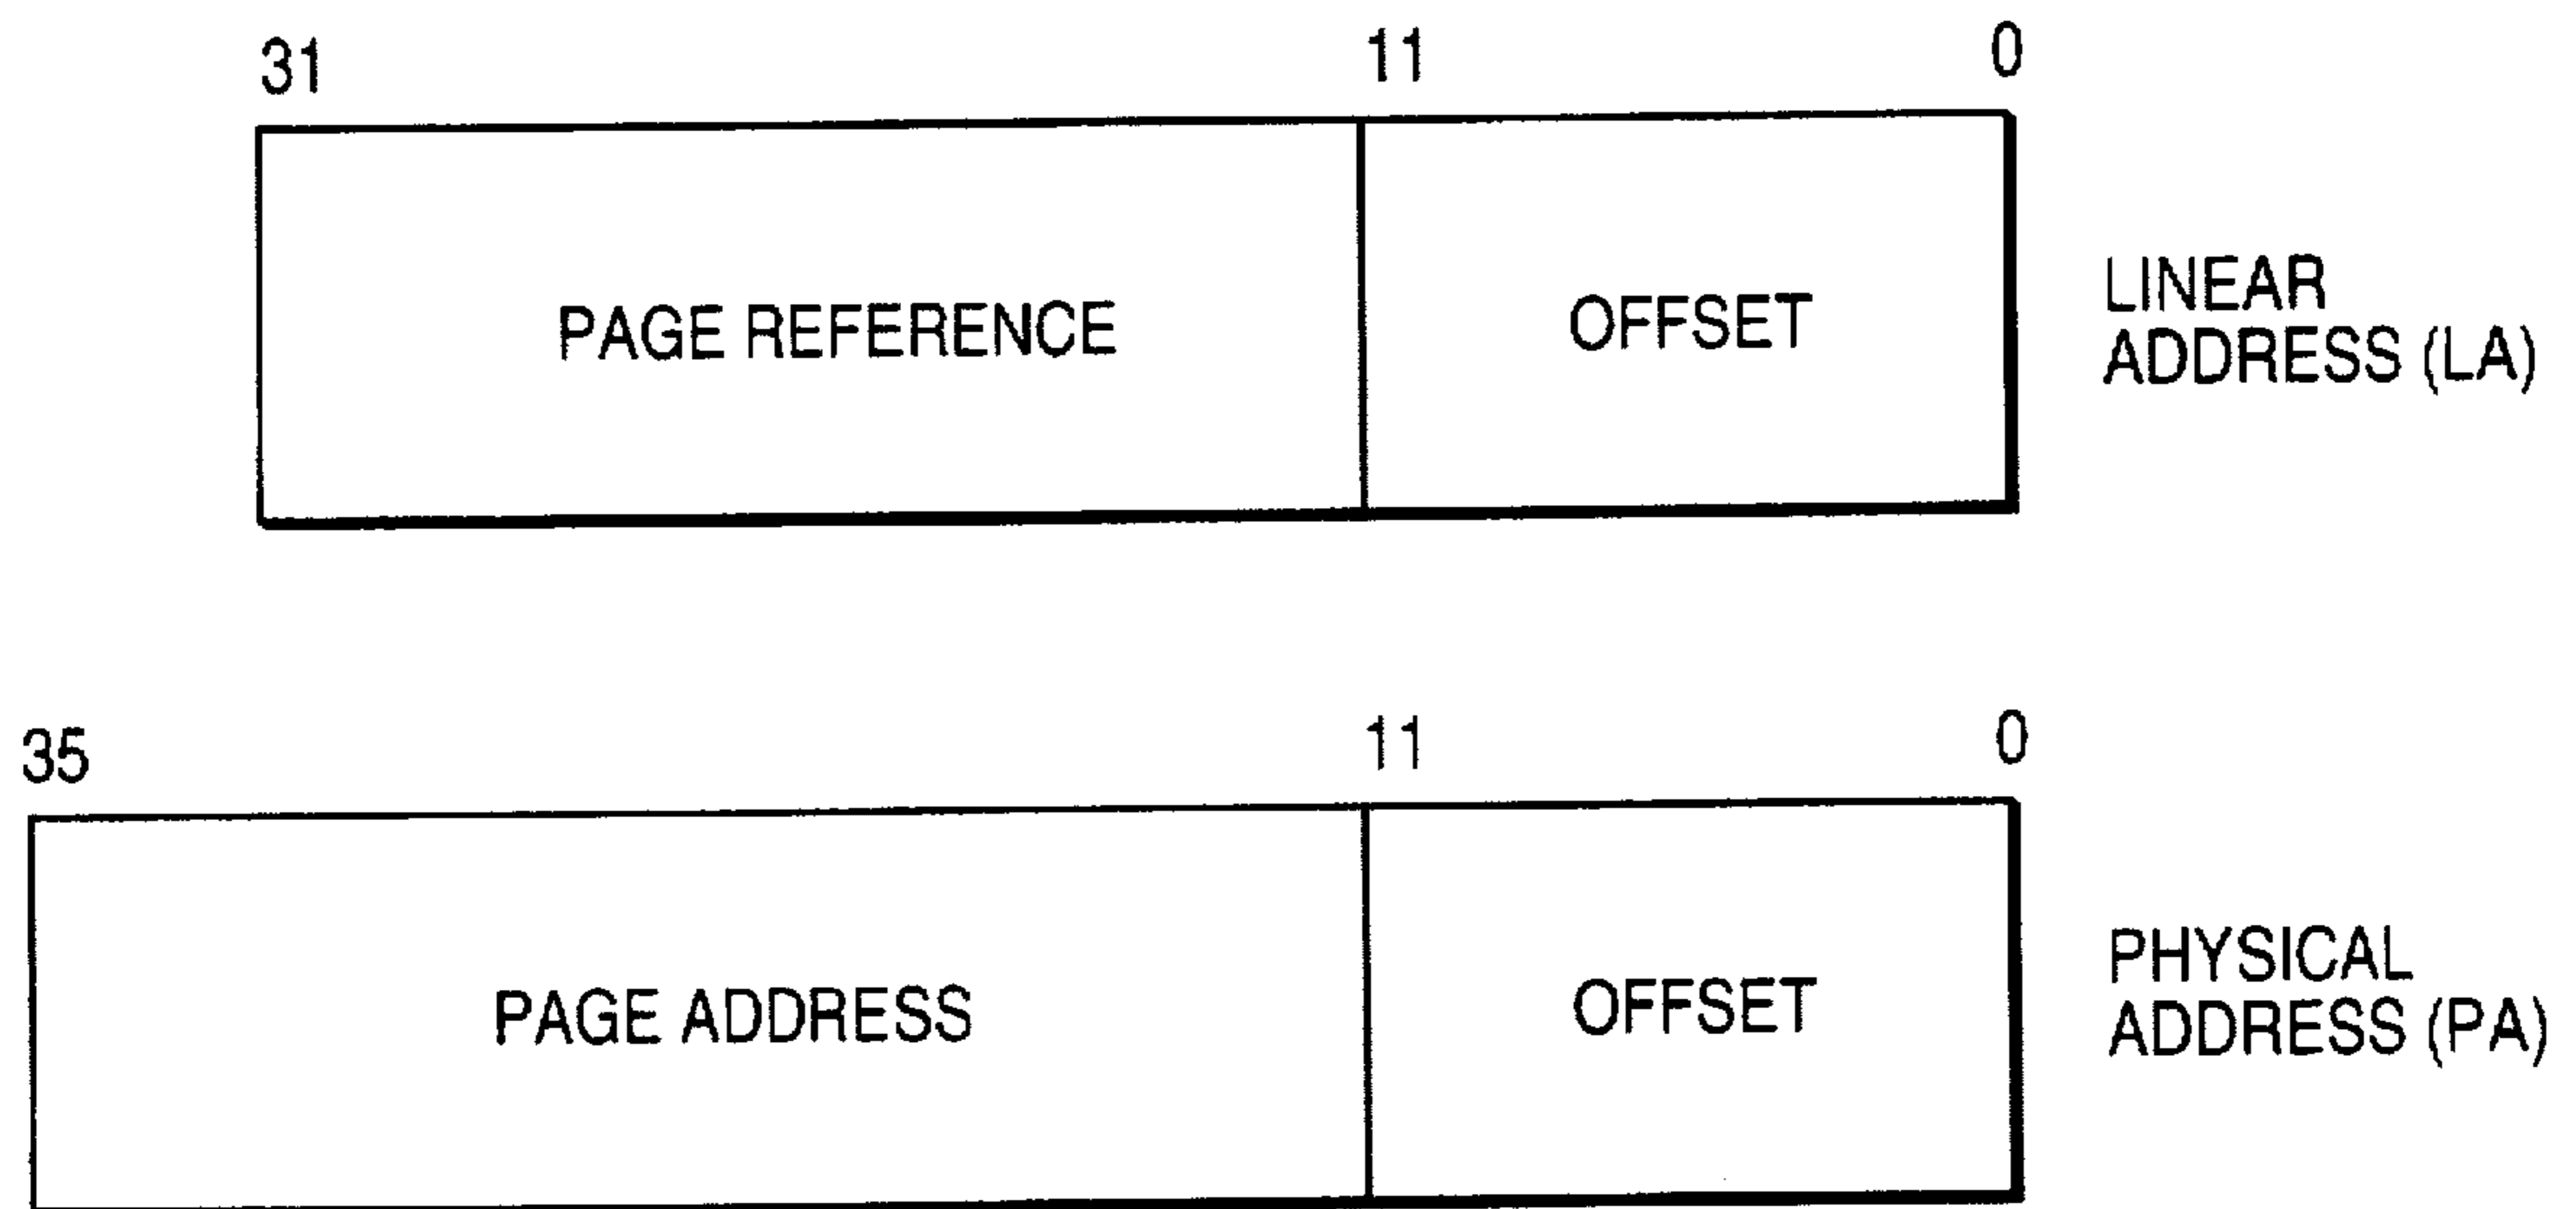 31 11 0
PAGE REFERENCE
OFFSET
LINEAR
ADDRESS (LA)
35 11 0
PAGE ADDRESS
OFFSET
PHYSICAL
ADDRESS (PA)